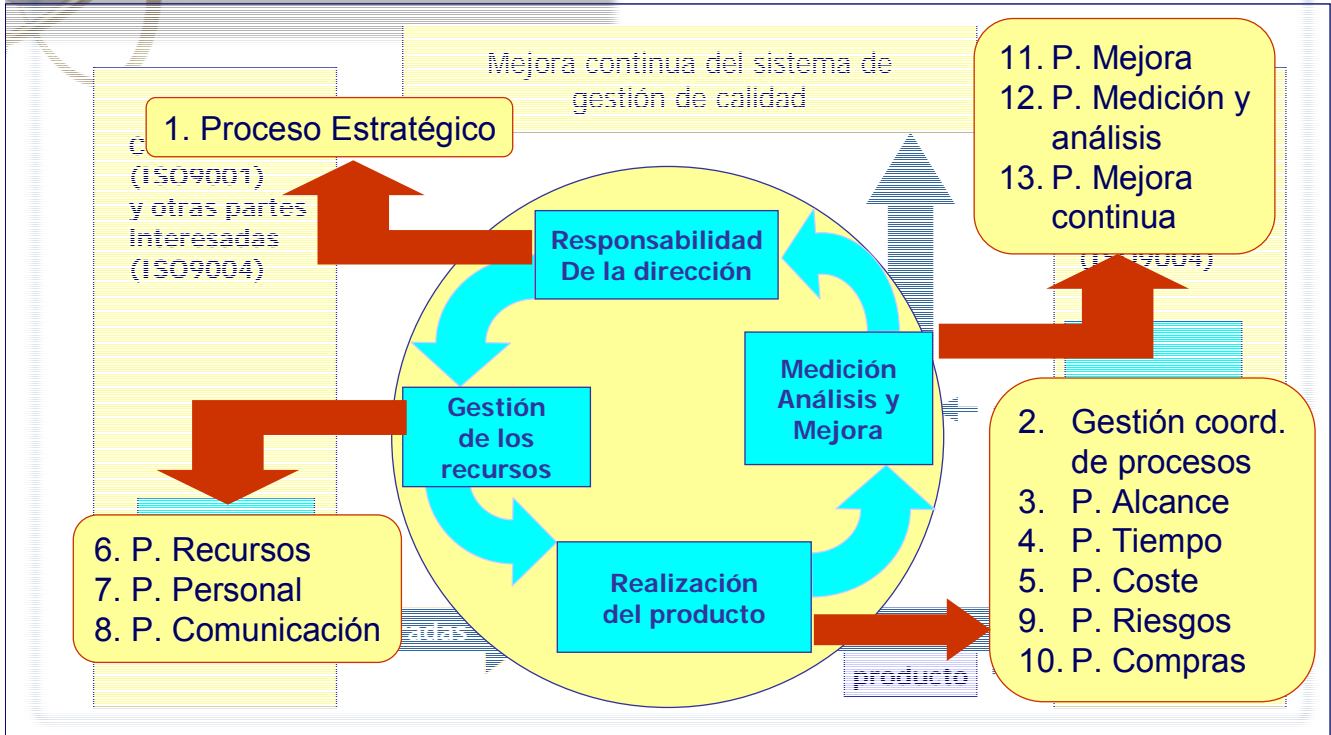 Mejora continua del sistema de
gestión de calidad
1. Proceso Estratégico
(ISO9001)
y otras partes
Interesadas
(ISO9004)
11. P. Mejora
12. P. Medición y
análisis
13. P. Mejora
continua
(ISO9004)
Responsabilidad
De la dirección
Gestión
de los
recursos
Medición
Análisis y
Mejora
Realización
del producto
6. P. Recursos
7. P. Personal
8. P. Comunicación
adas
2. Gestión coord.
de procesos
3. P. Alcance
4. P. Tiempo
5. P. Coste
9. P. Riesgos
10. P. Compras
producto